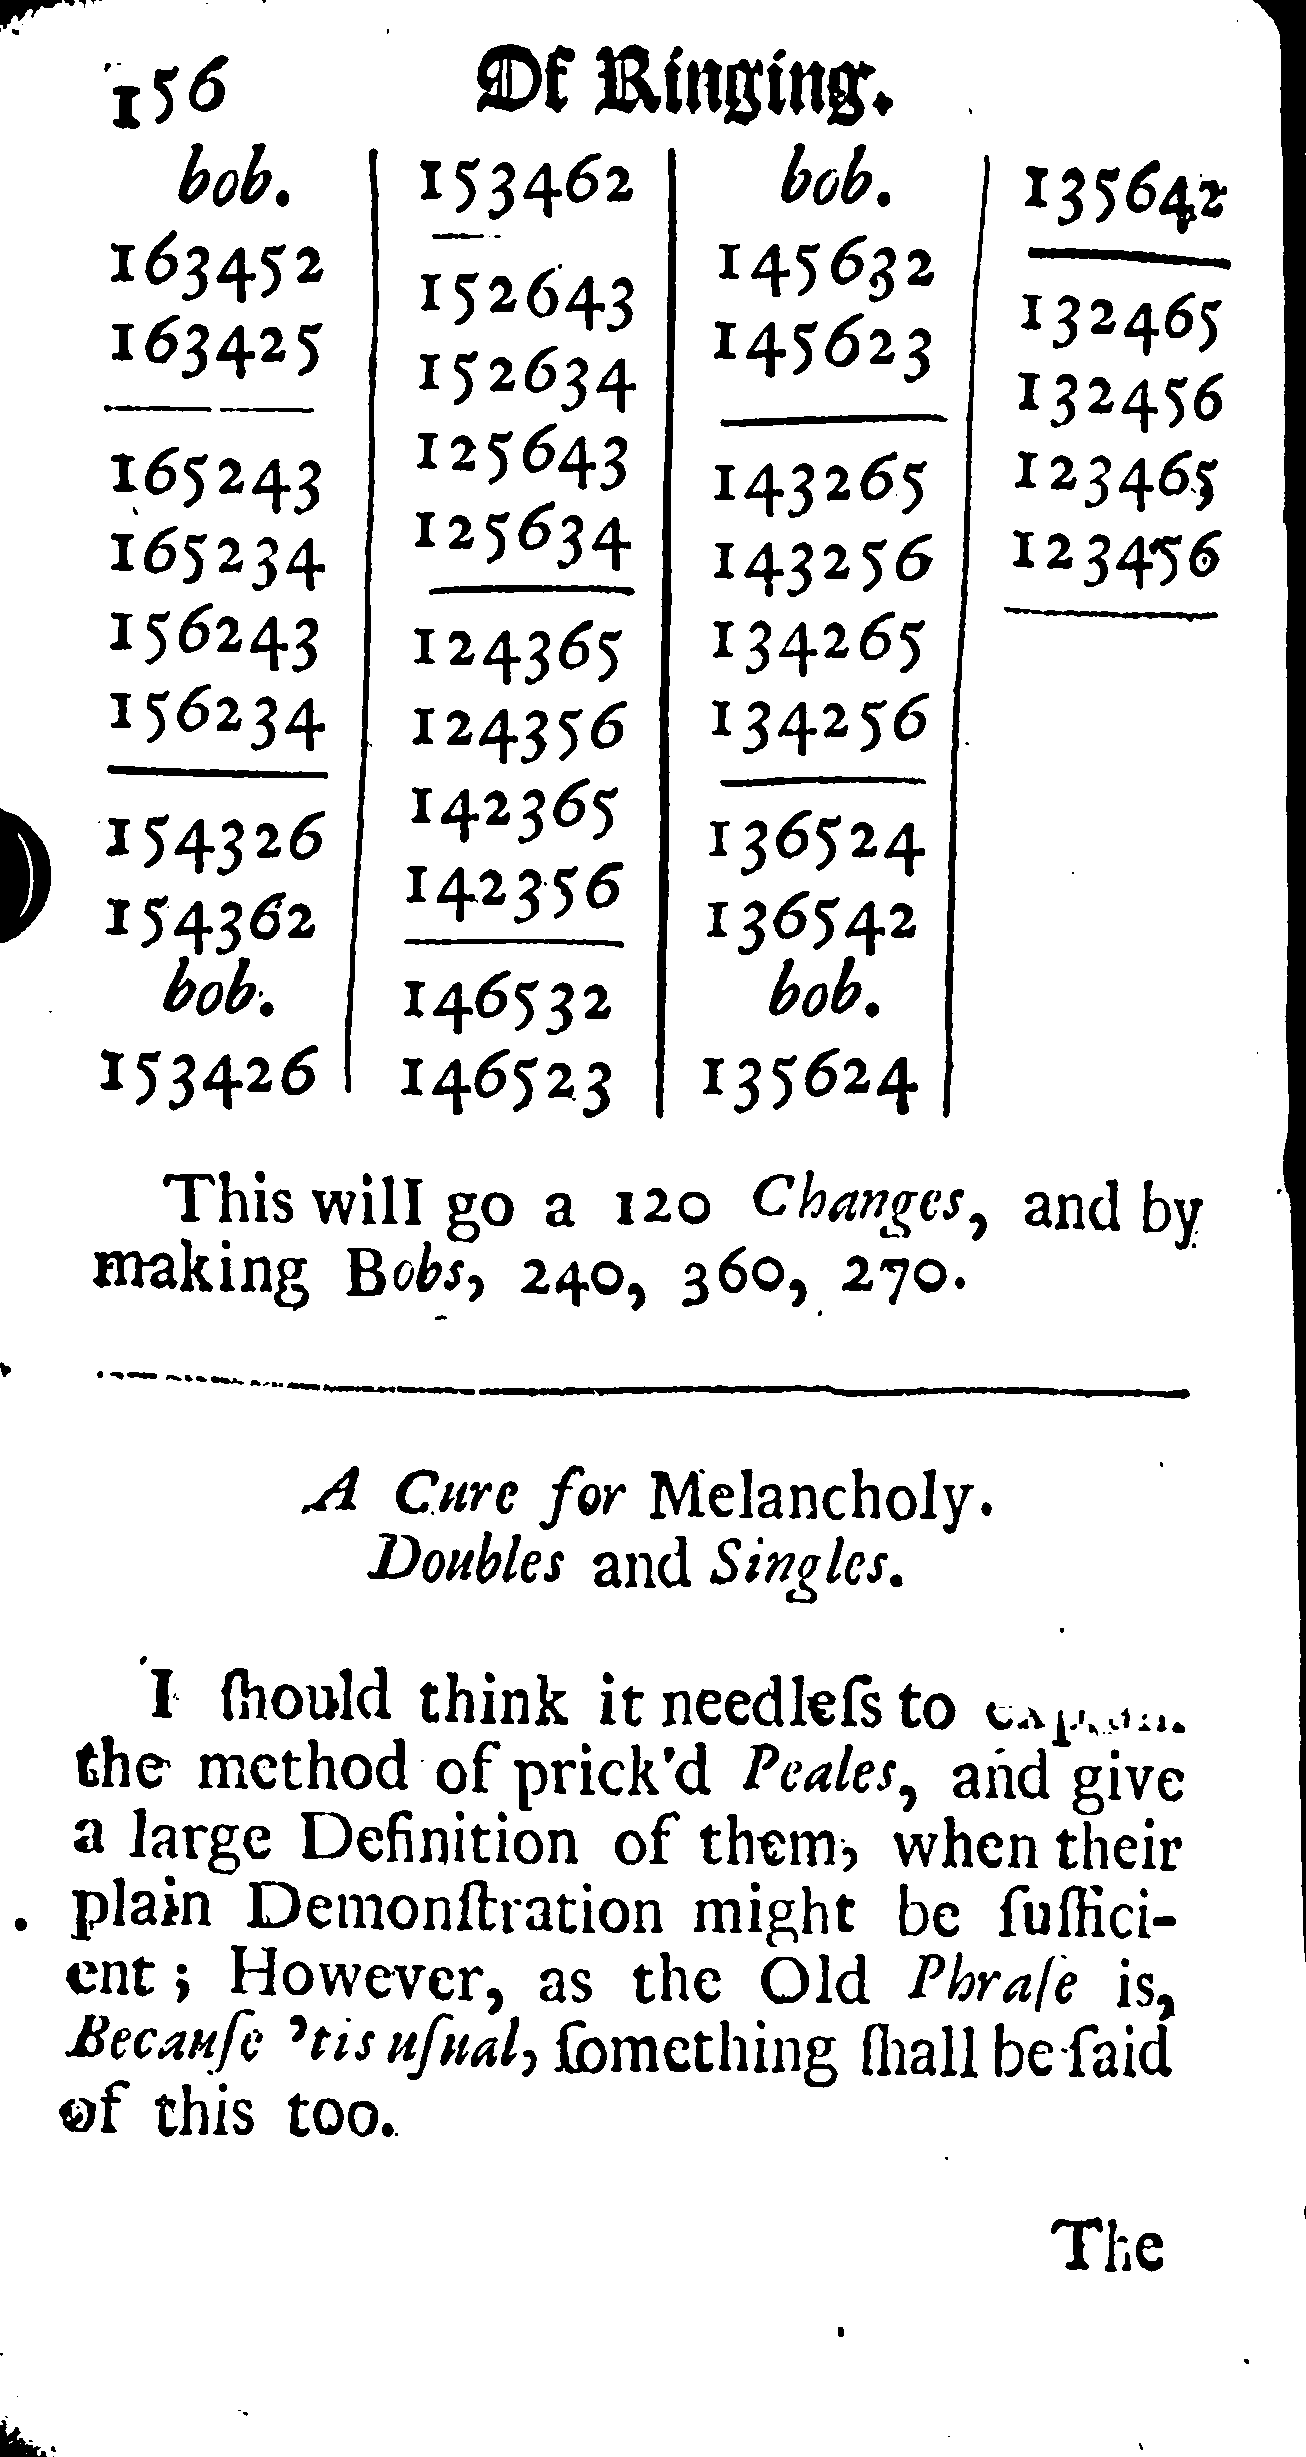 156 Of Ringing.
bob.
163452
163425
165243
165234
156243
156234
154326
154362
bob.
153426
153462
152643
152634
125643
125634
124365
124356
142365
142356
146532
146523
bob.
145632
145623
143265
143256
134265
134256
136524
136542
bob.
135624
135642
132465
132456
123465
123456
This will go a 120 Changes, and by
making Bobs, 240, 360, 270.
A Cure for Melancholy.
Doubles and Singles.
I ſhould think it needleſs to
the method of prick'd Peales, and give
a large Definition of them, when their
plain Demonſtration might be ſuffici-
ent; However, as the Old Phraſe is,
Becauſe 'tis uſual, ſomething ſhall be ſaid
of this too.
The